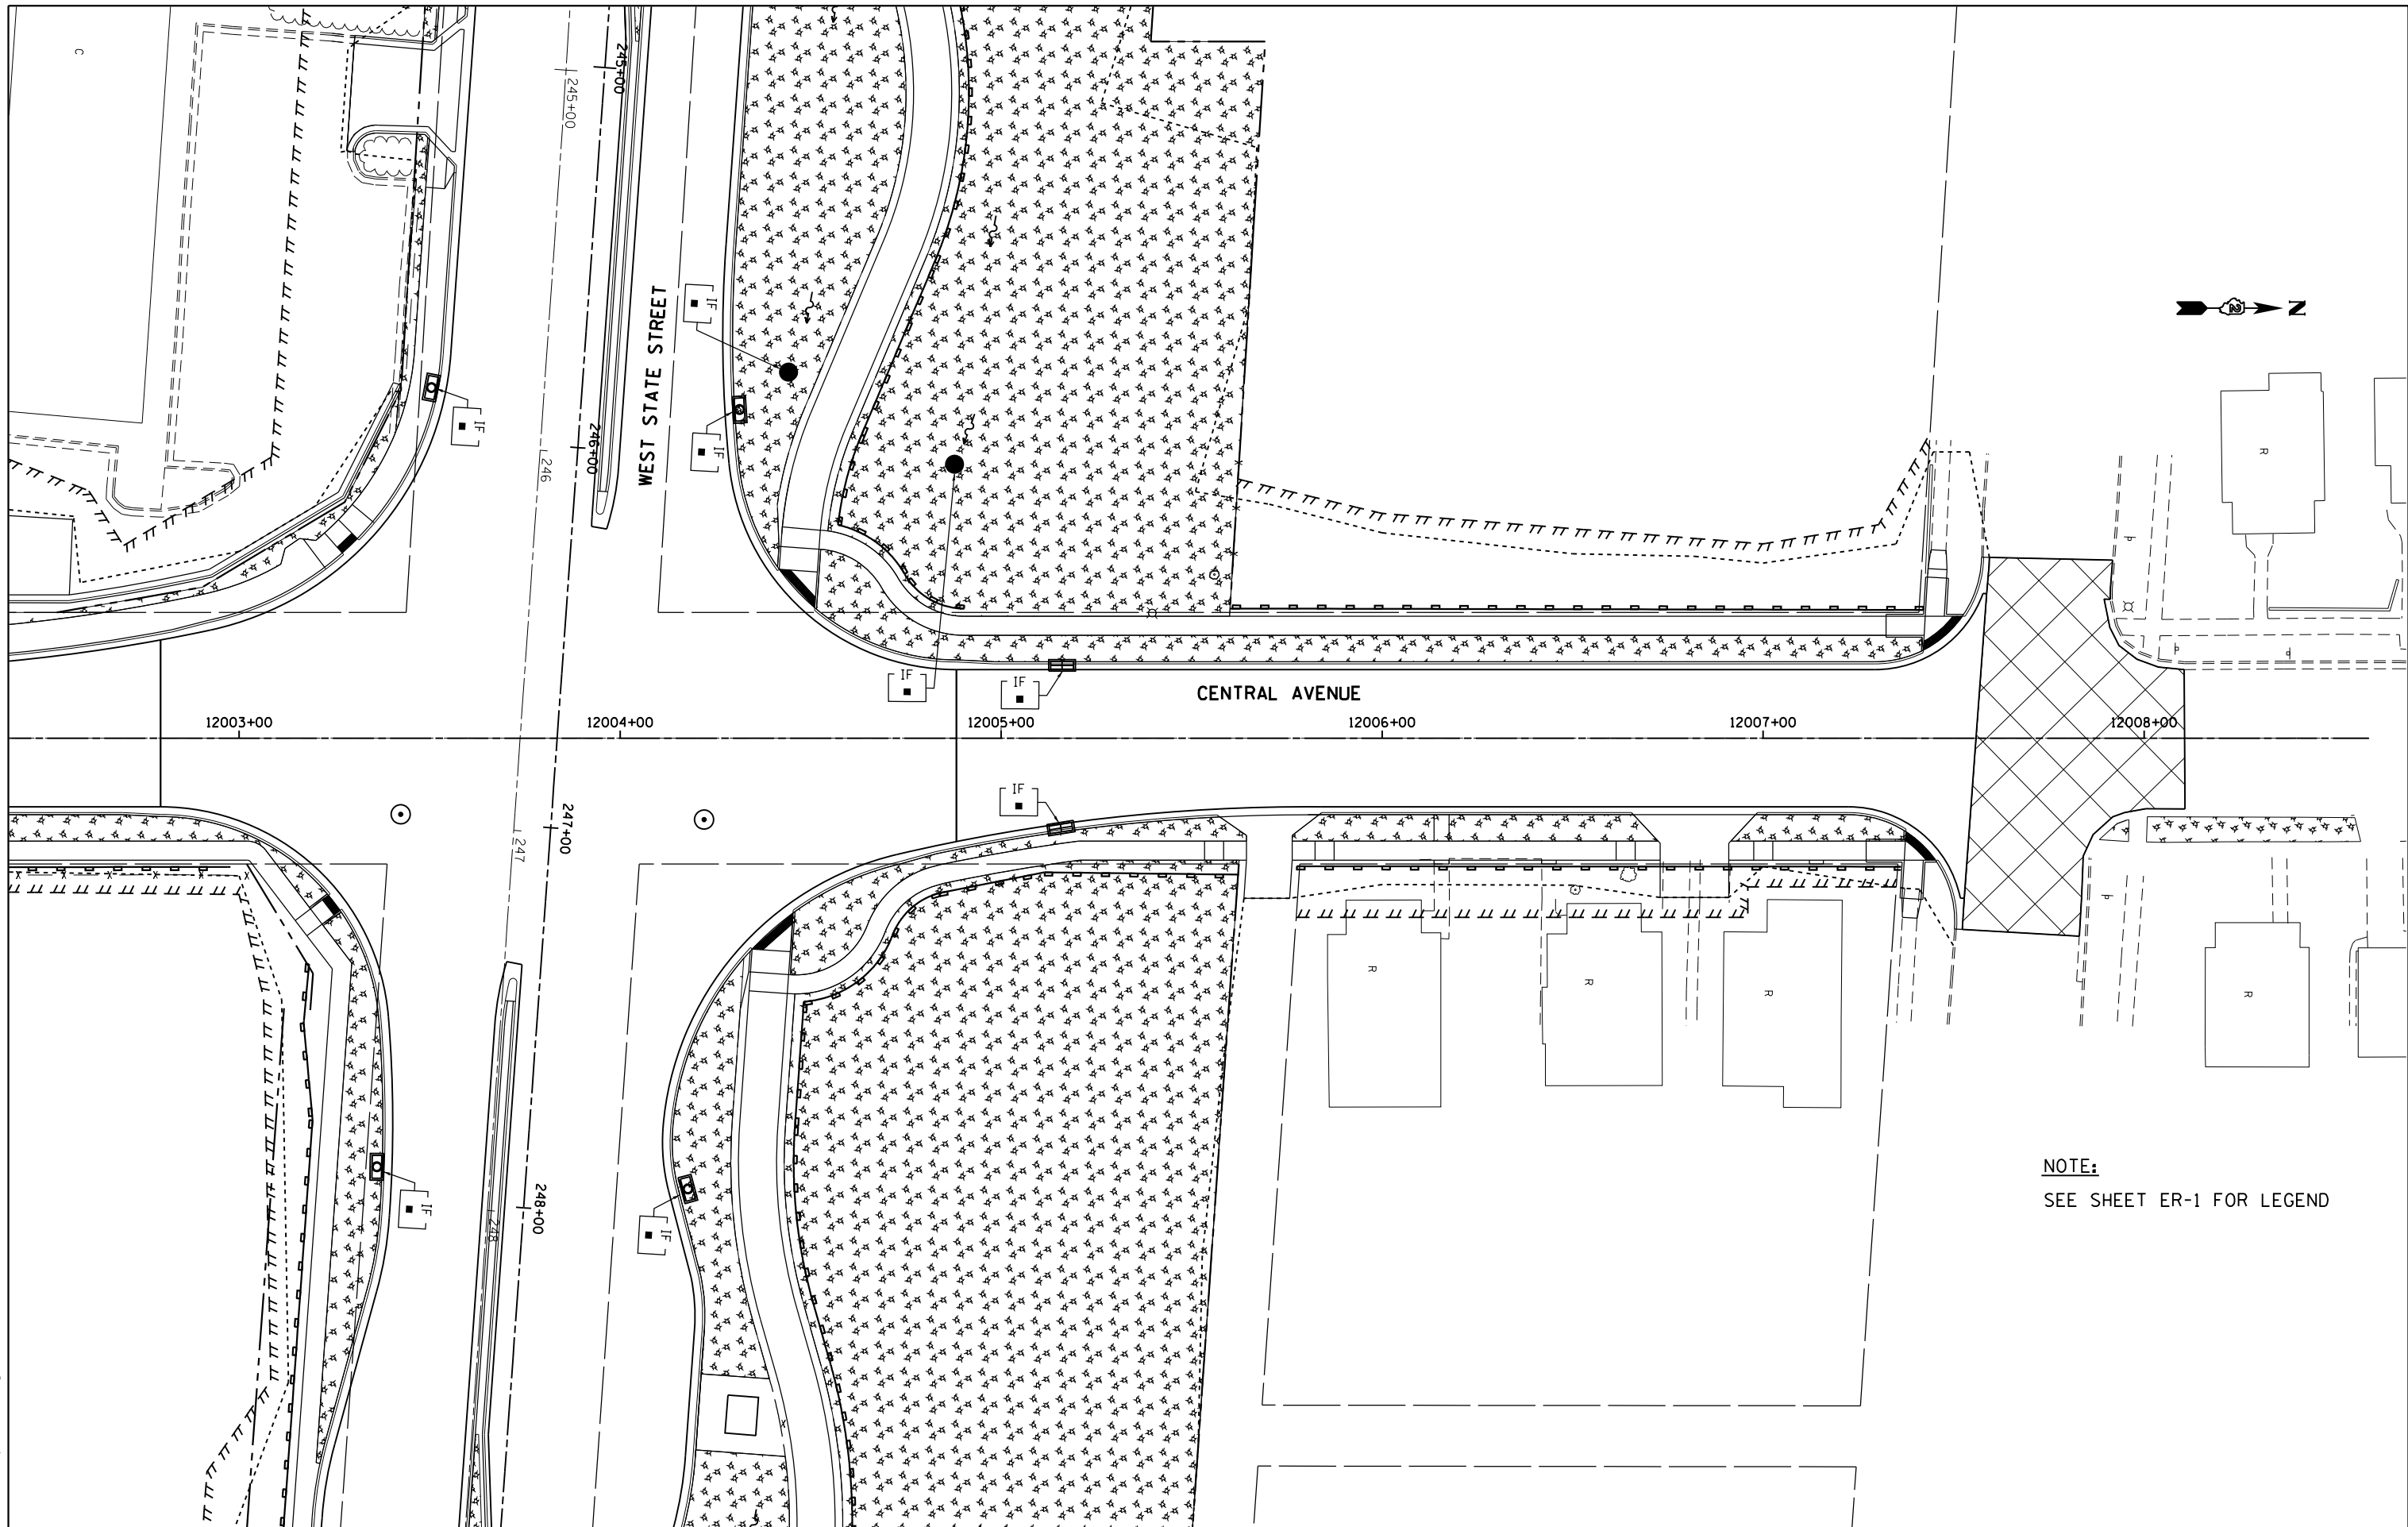 C
245+00
245+00
N
2
IF
WEST STATE STREET
IF
IF
246+00
246
R
IF
IF
CENTRAL AVENUE
12003+00
12004+00
12005+00
12006+00
12007+00
12008+00
IF
247+00
247
R
R
R
R
NOTE:
SEE SHEET ER-1 FOR LEGEND
IF
248+00
248
IF